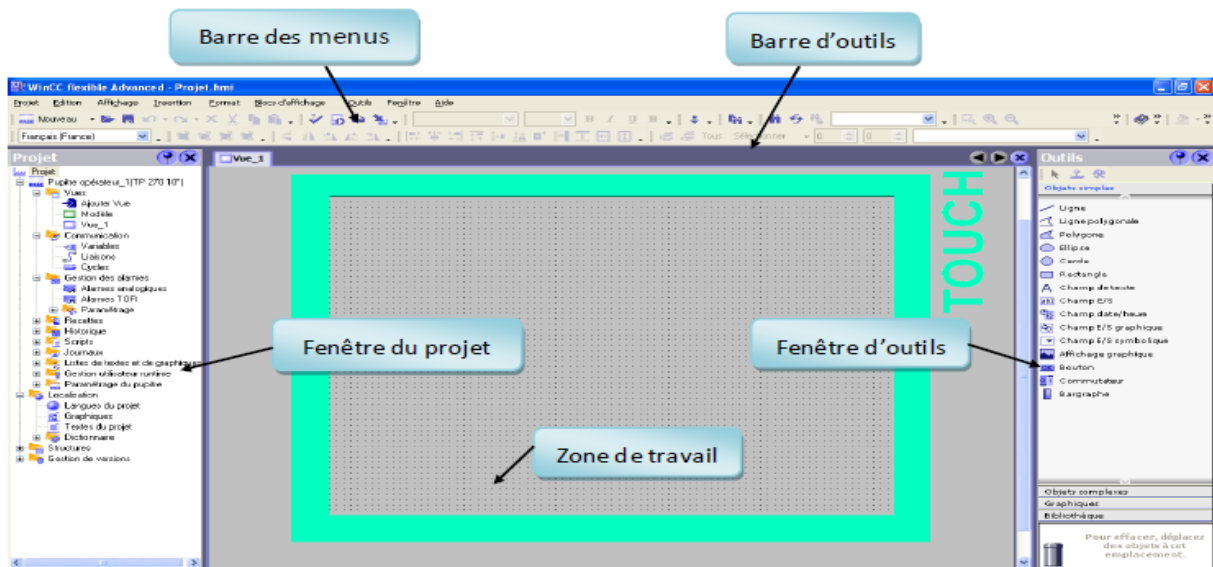 Barre des menus
Barre d'outils
WinCC flexible Advanced - Projet.hmi
Projet Edition Affichage Insertion Format Blocs d'affichage Outils Fenêtre Aide
Nouveau
Français (France)
Tous Sélectionner 0 0
Projet
Vue_1
Outils
Projet
Pupitre opérateur_1(TP 270 10")
Vues
Ajouter Vue
Modèle
Vue_1
Communication
Variables
Liaisons
Cycles
Gestion des alarmes
Alarmes analogiques
Alarmes TOR
Paramétrage
Recettes
Historique
Scripts
Journaux
Listes de textes et de graphiques
Gestion utilisateur runtime
Paramétrage du pupitre
Localisation
Langues du projet
Graphiques
Textes du projet
Dictionnaire
Structures
Gestion de versions
Fenêtre du projet
Zone de travail
TOUCH
Fenêtre d'outils
Objets simples
Ligne
Ligne polygonale
Polygone
Ellipse
Cercle
Rectangle
Champ de texte
Champ E/S
Champ date/heure
Champ E/S graphique
Champ E/S symbolique
Affichage graphique
Bouton
Commutateur
Bargraphe
Objets complexes
Graphiques
Bibliothèque
Pour effacer, déplacez
des objets à cet
emplacement.